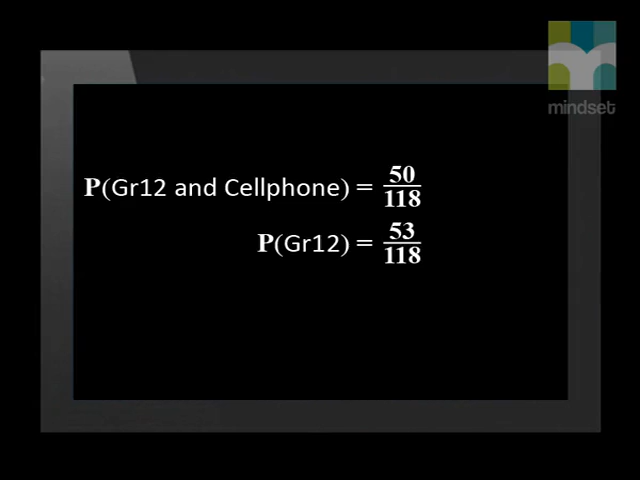 mindset
P(Gr12 and Cellphone) = 50/118
P(Gr12) = 53/118